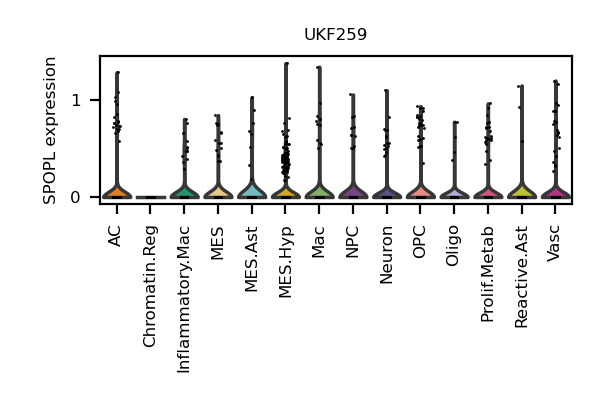 UKF259
SPOPL expression
1
0
AC
Chromatin.Reg
Inflammatory.Mac
MES
MES.Ast
MES.Hyp
Mac
NPC
Neuron
OPC
Oligo
Prolif.Metab
Reactive.Ast
Vasc